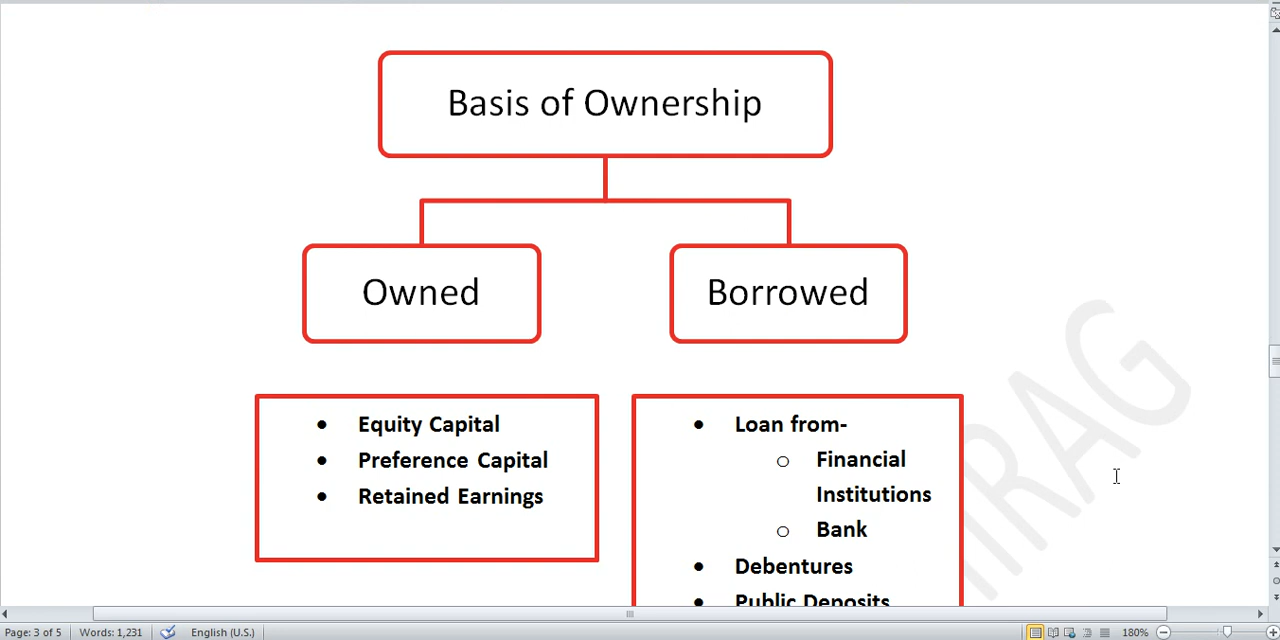 Basis of Ownership
Owned
Borrowed
• Equity Capital
• Preference Capital
• Retained Earnings
• Loan from-
o Financial
Institutions
o Bank
• Debentures
• Public Deposits
IRAG
Page: 3 of 5
Words: 1,231
English (U.S.)
180%